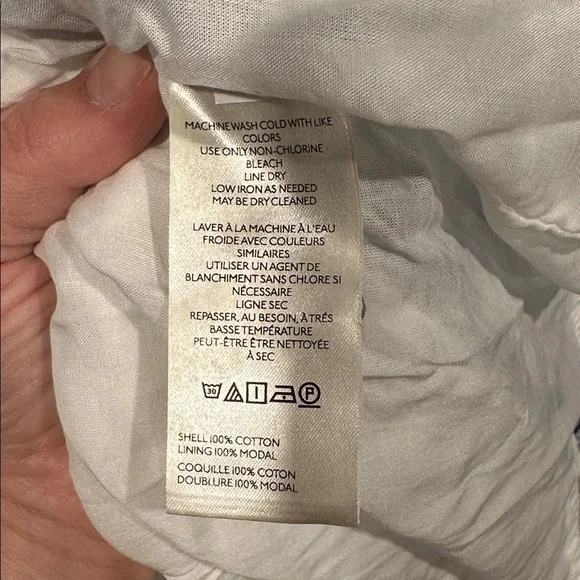 MACHINE WASH COLD WITH LIKE
COLORS
USE ONLY NON-CHLORINE
BLEACH
LINE DRY
LOW IRON AS NEEDED
MAY BE DRY CLEANED
LAVER À LA MACHINE À L'EAU
FROIDE AVEC COULEURS
SIMILAIRES
UTILISER UN AGENT DE
BLANCHIMENT SANS CHLORE SI
NÉCESSAIRE
LIGNE SEC
REPASSER, AU BESOIN, À TRÉS
BASSE TEMPÉRATURE
PEUT-ÊTRE ÊTRE NETTOYÉE
À SEC
30 P
SHELL 100% COTTON
LINING 100% MODAL
COQUILLE 100% COTON
DOUBLURE 100% MODAL